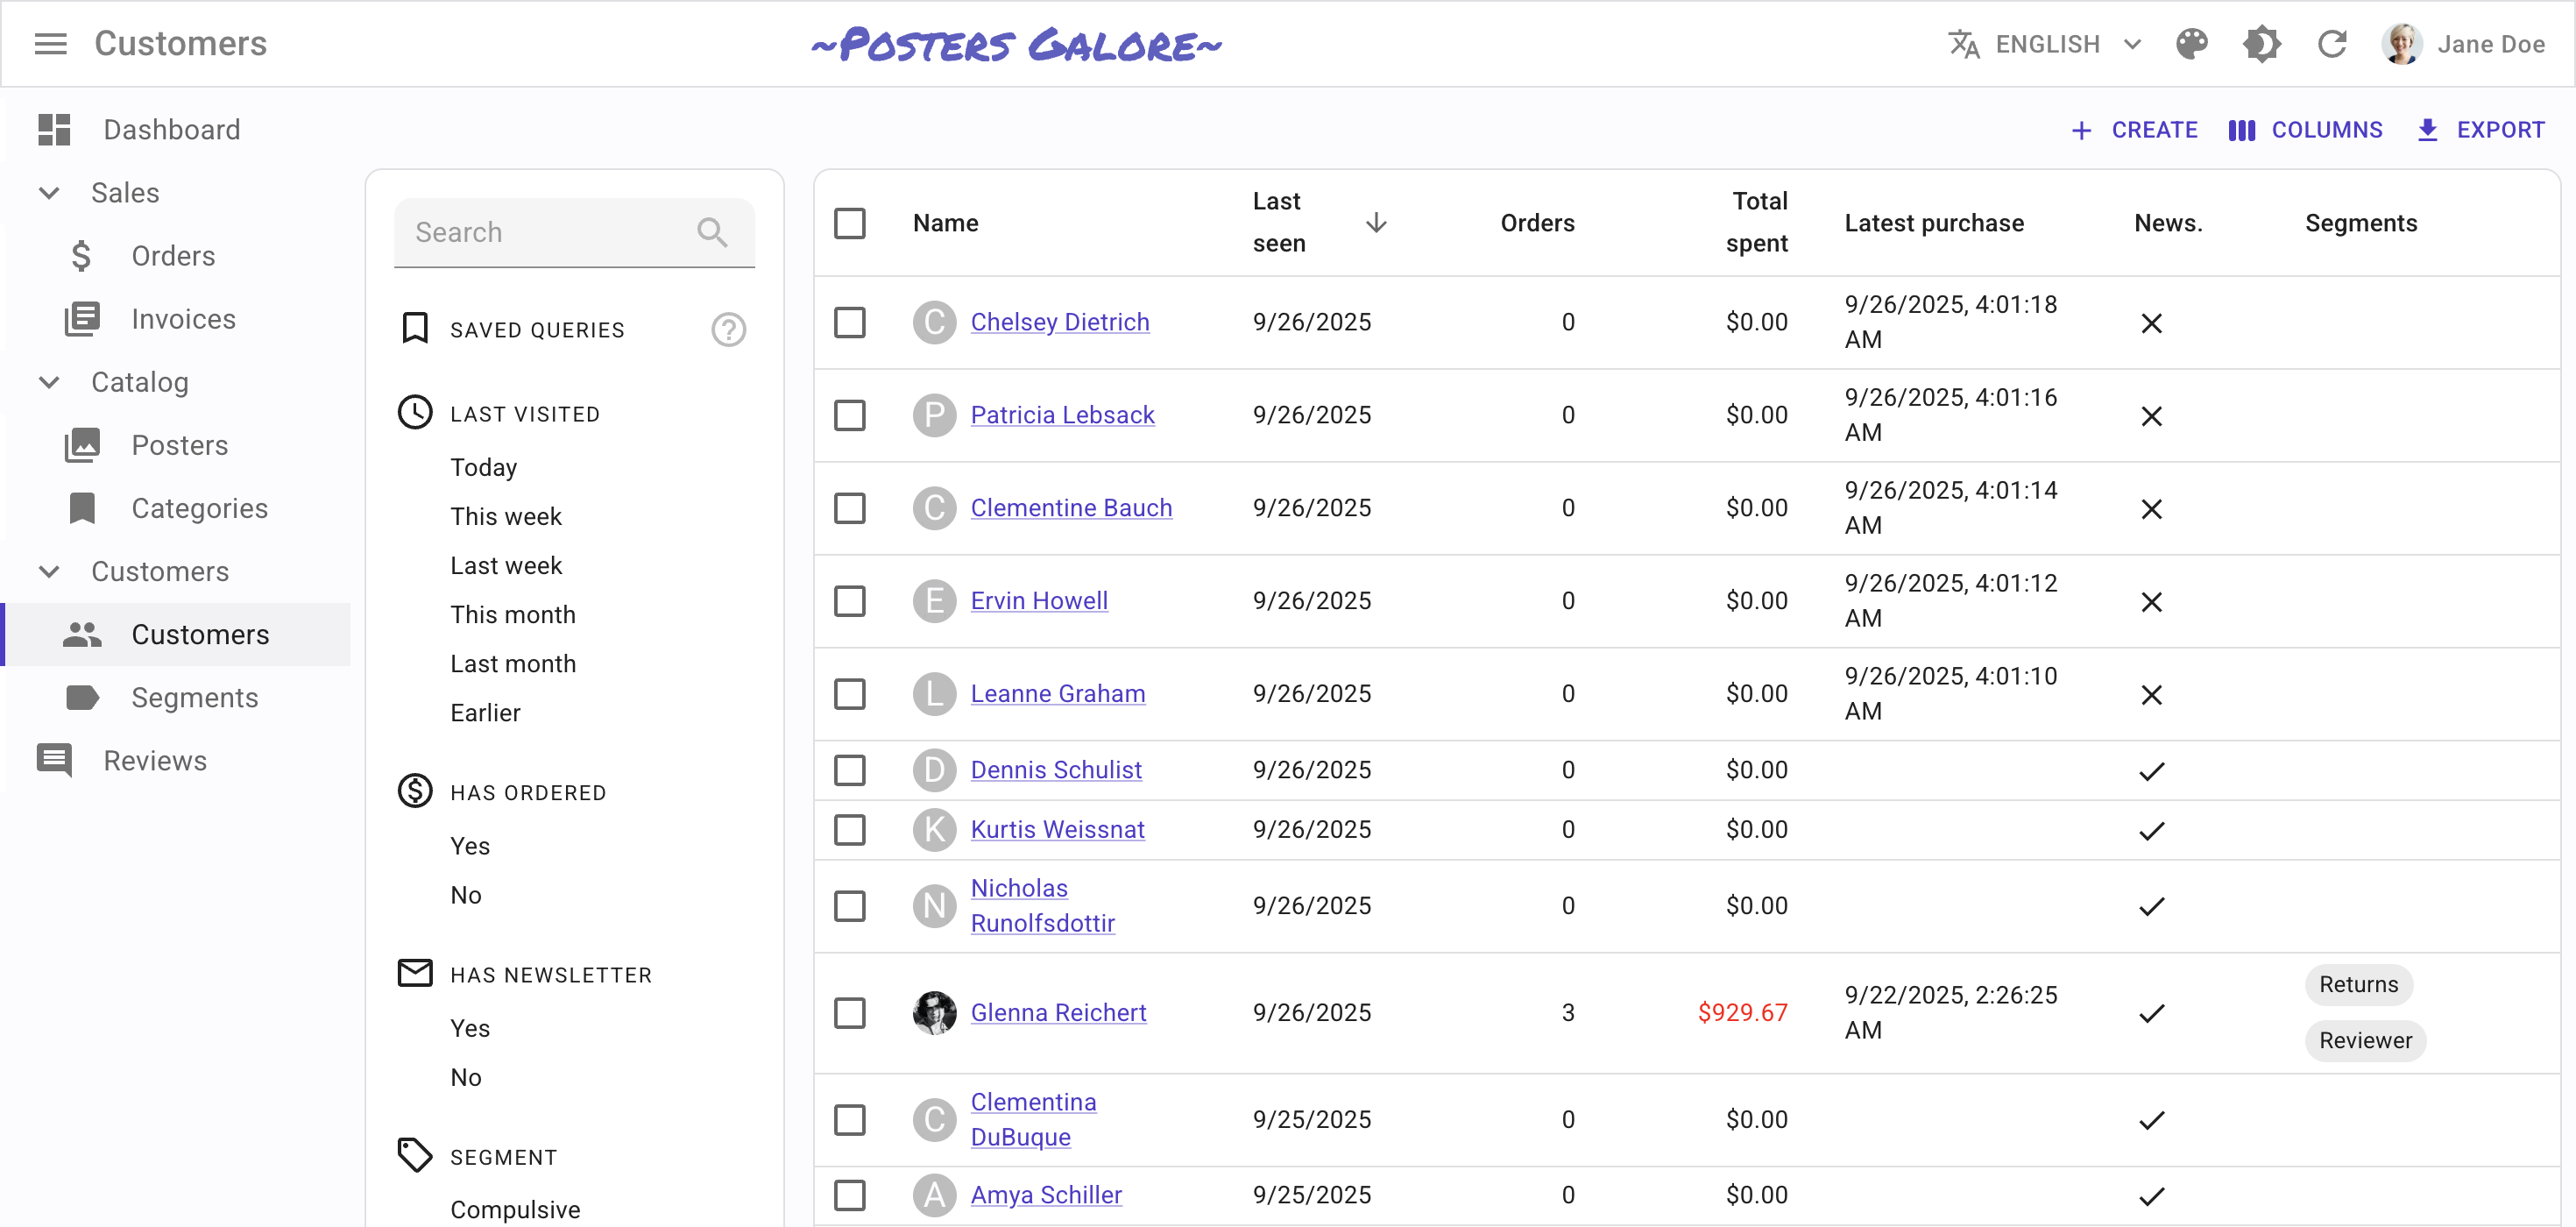 Customers
~Posters Galore~
ENGLISH
Jane Doe
CREATE
COLUMNS
EXPORT
Dashboard
Sales
Orders
Invoices
Catalog
Posters
Categories
Customers
Customers
Segments
Reviews
Search
SAVED QUERIES
?
LAST VISITED
Today
This week
Last week
This month
Last month
Earlier
HAS ORDERED
Yes
No
HAS NEWSLETTER
Yes
No
SEGMENT
Compulsive
Name
Last
seen
Orders
Total
spent
Latest purchase
News.
Segments
C Chelsey Dietrich 9/26/2025 0 $0.00 9/26/2025, 4:01:18
AM
P Patricia Lebsack 9/26/2025 0 $0.00 9/26/2025, 4:01:16
AM
C Clementine Bauch 9/26/2025 0 $0.00 9/26/2025, 4:01:14
AM
E Ervin Howell 9/26/2025 0 $0.00 9/26/2025, 4:01:12
AM
L Leanne Graham 9/26/2025 0 $0.00 9/26/2025, 4:01:10
AM
D Dennis Schulist 9/26/2025 0 $0.00
K Kurtis Weissnat 9/26/2025 0 $0.00
N Nicholas
Runolfsdottir 9/26/2025 0 $0.00
Glenna Reichert 9/26/2025 3 $929.67 9/22/2025, 2:26:25
AM
Returns
Reviewer
C Clementina
DuBuque 9/25/2025 0 $0.00
A Amya Schiller 9/25/2025 0 $0.00